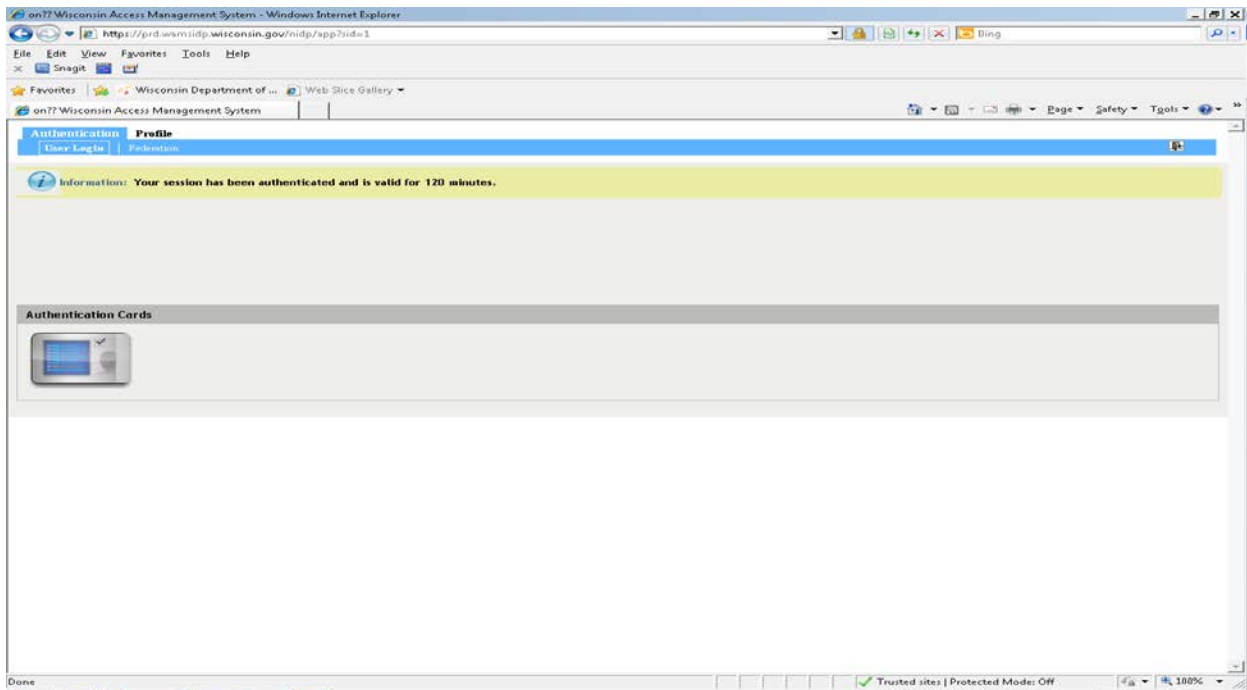 on?? Wisconsin Access Management System - Windows Internet Explorer
https://prd.wamsidp.wisconsin.gov/nidp/app?sid=1
Bing
File Edit View Favorites Tools Help
Snagit
Favorites Wisconsin Department of ... Web Slice Gallery
on?? Wisconsin Access Management System
Page Safety Tools
Authentication Profile
User Login | Federation
Information: Your session has been authenticated and is valid for 120 minutes.
Authentication Cards
Done Trusted sites | Protected Mode: Off 100%